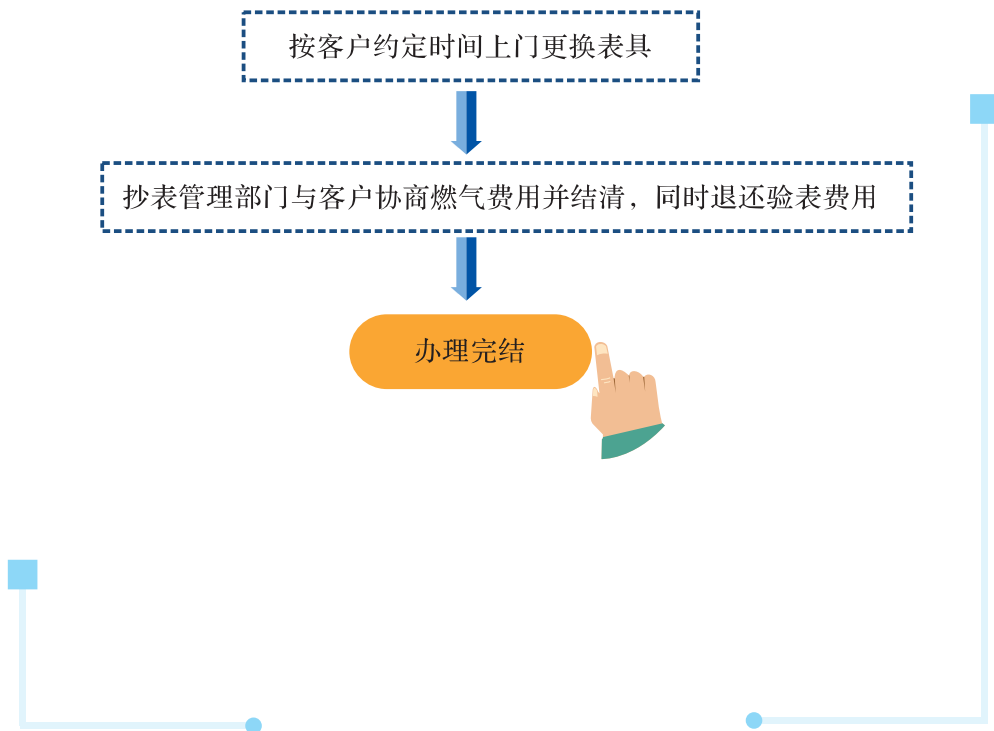 按客户约定时间上门更换表具
抄表管理部门与客户协商燃气费用并结清，同时退还验表费用
办理完结